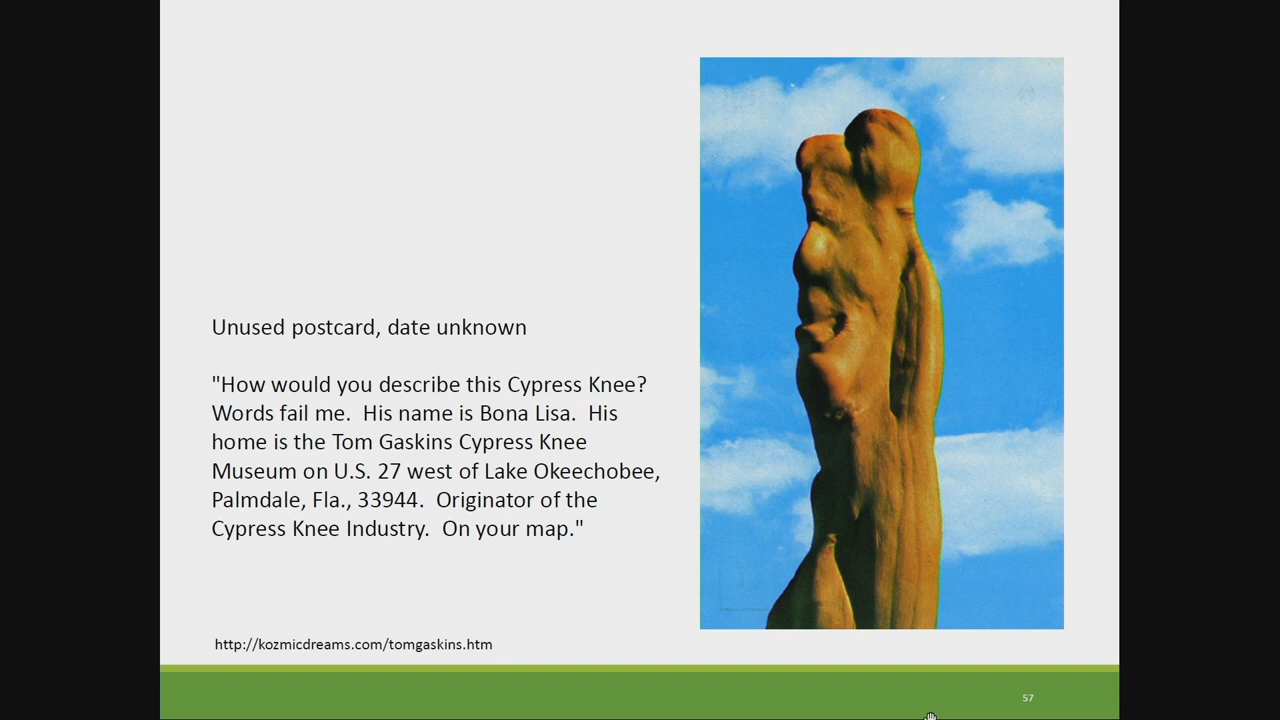 Unused postcard, date unknown
"How would you describe this Cypress Knee?
Words fail me.  His name is Bona Lisa.  His
home is the Tom Gaskins Cypress Knee
Museum on U.S. 27 west of Lake Okeechobee,
Palmdale, Fla., 33944.  Originator of the
Cypress Knee Industry.  On your map."
http://kozmicdreams.com/tomgaskins.htm
57